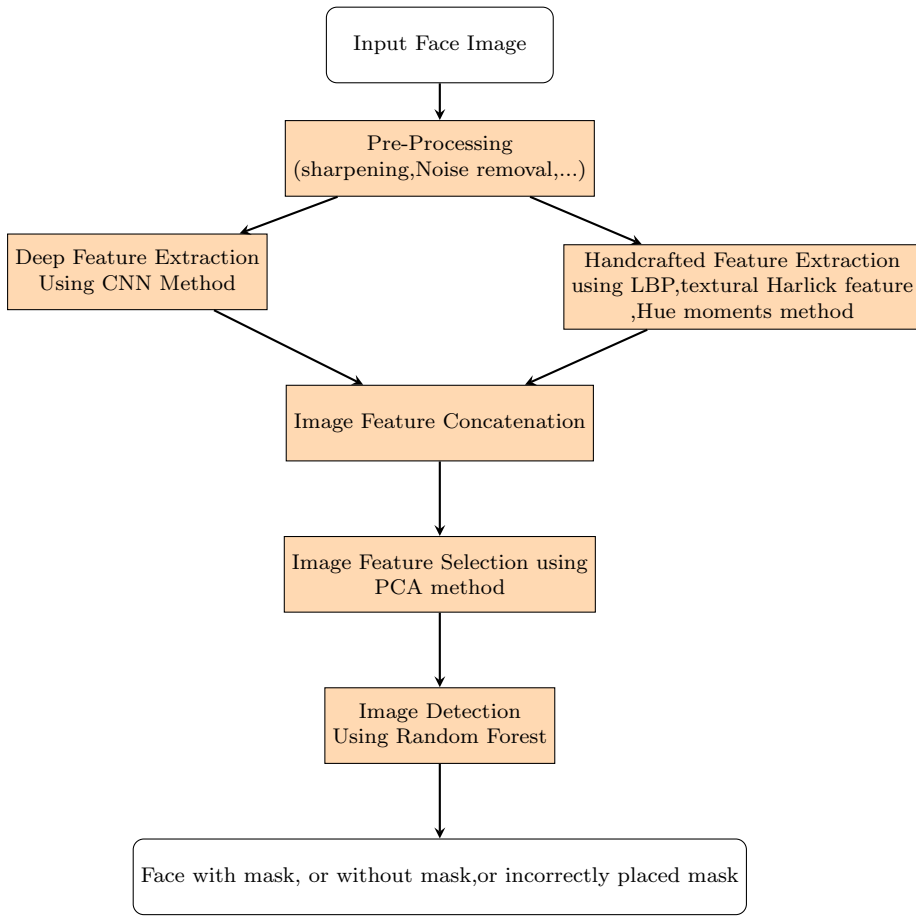 Input Face Image
Pre-Processing
(sharpening,Noise removal,...)
Deep Feature Extraction
Using CNN Method
Handcrafted Feature Extraction
using LBP,textural Harlick feature
,Hue moments method
Image Feature Concatenation
Image Feature Selection using
PCA method
Image Detection
Using Random Forest
Face with mask, or without mask,or incorrectly placed mask